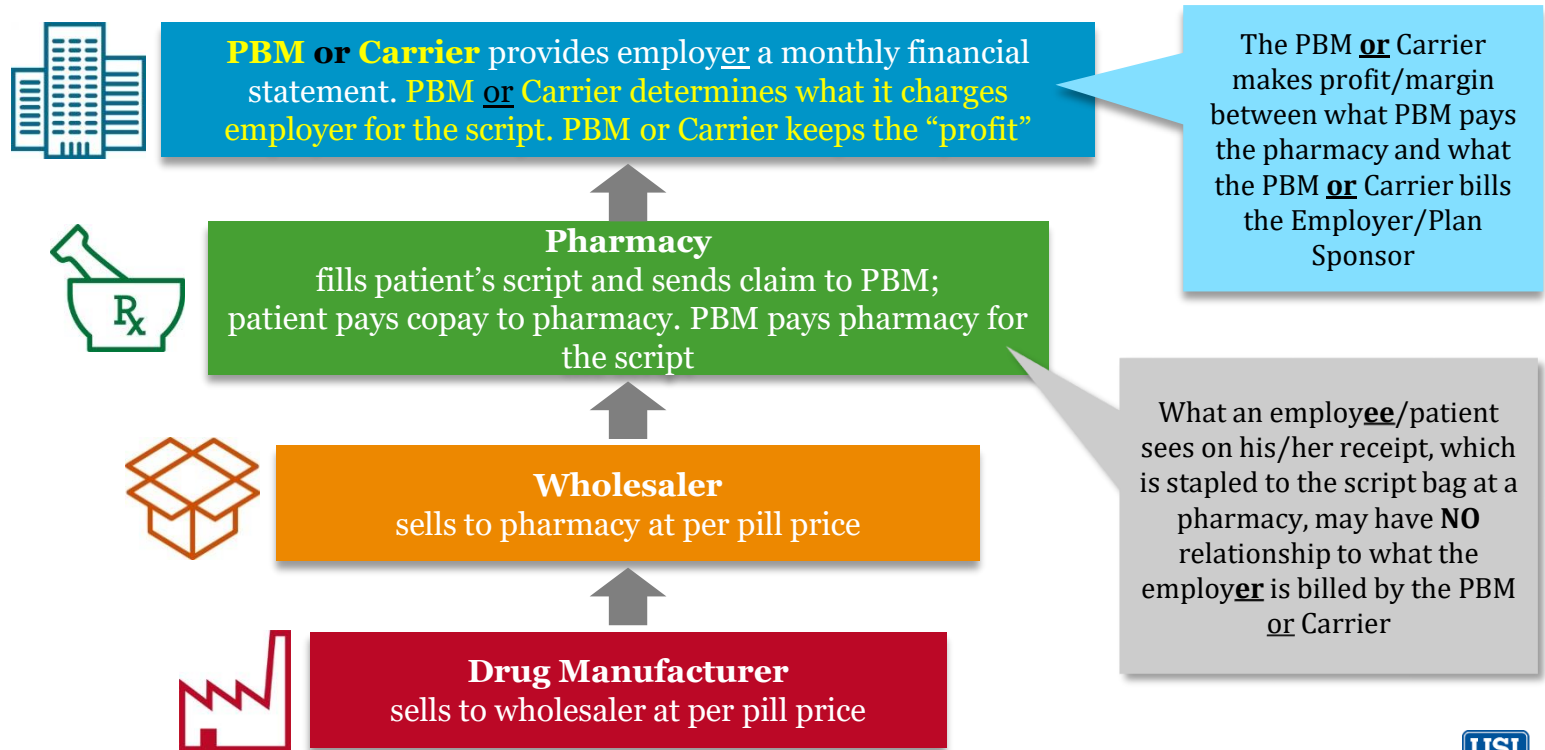 PBM or Carrier provides employer a monthly financial
statement. PBM or Carrier determines what it charges
employer for the script. PBM or Carrier keeps the “profit”
The PBM or Carrier
makes profit/margin
between what PBM pays
the pharmacy and what
the PBM or Carrier bills
the Employer/Plan
Sponsor
Pharmacy
fills patient’s script and sends claim to PBM;
patient pays copay to pharmacy. PBM pays pharmacy for
the script
Rx
What an employee/patient
sees on his/her receipt, which
is stapled to the script bag at a
pharmacy, may have NO
relationship to what the
employer is billed by the PBM
or Carrier
Wholesaler
sells to pharmacy at per pill price
Drug Manufacturer
sells to wholesaler at per pill price
USI